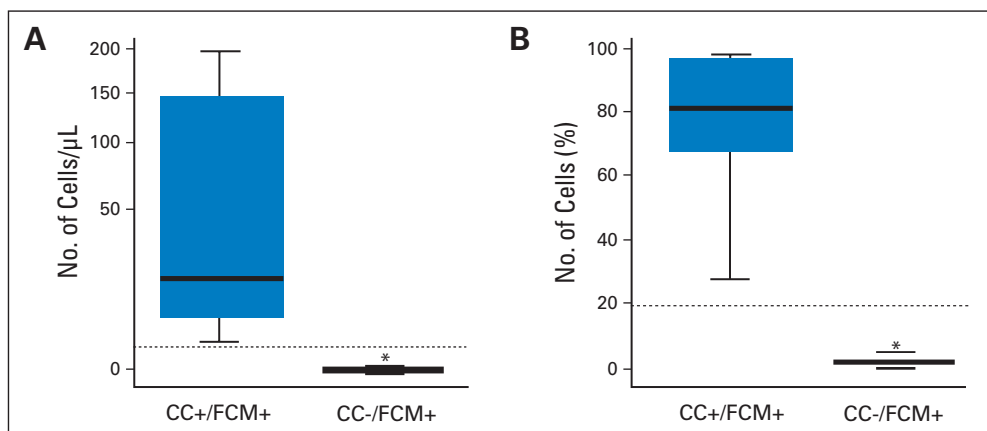 A
No. of Cells/µL
200
150
100
50
0
*
CC+/FCM+
CC-/FCM+
B
No. of Cells (%)
100
80
60
40
20
0
*
CC+/FCM+
CC-/FCM+